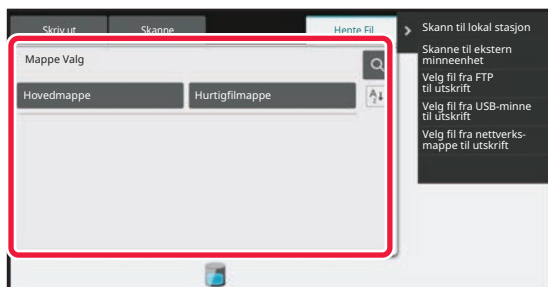 Skriv ut
Skanne
Hente Fil
Mappe Valg
Hovedmappe
Hurtigfilmappe
A
Z
Skann til lokal stasjon
Skanne til ekstern
minneenhet
Velg fil fra FTP
til utskrift
Velg fil fra USB-minne
til utskrift
Velg fil fra nettverks-
mappe til utskrift